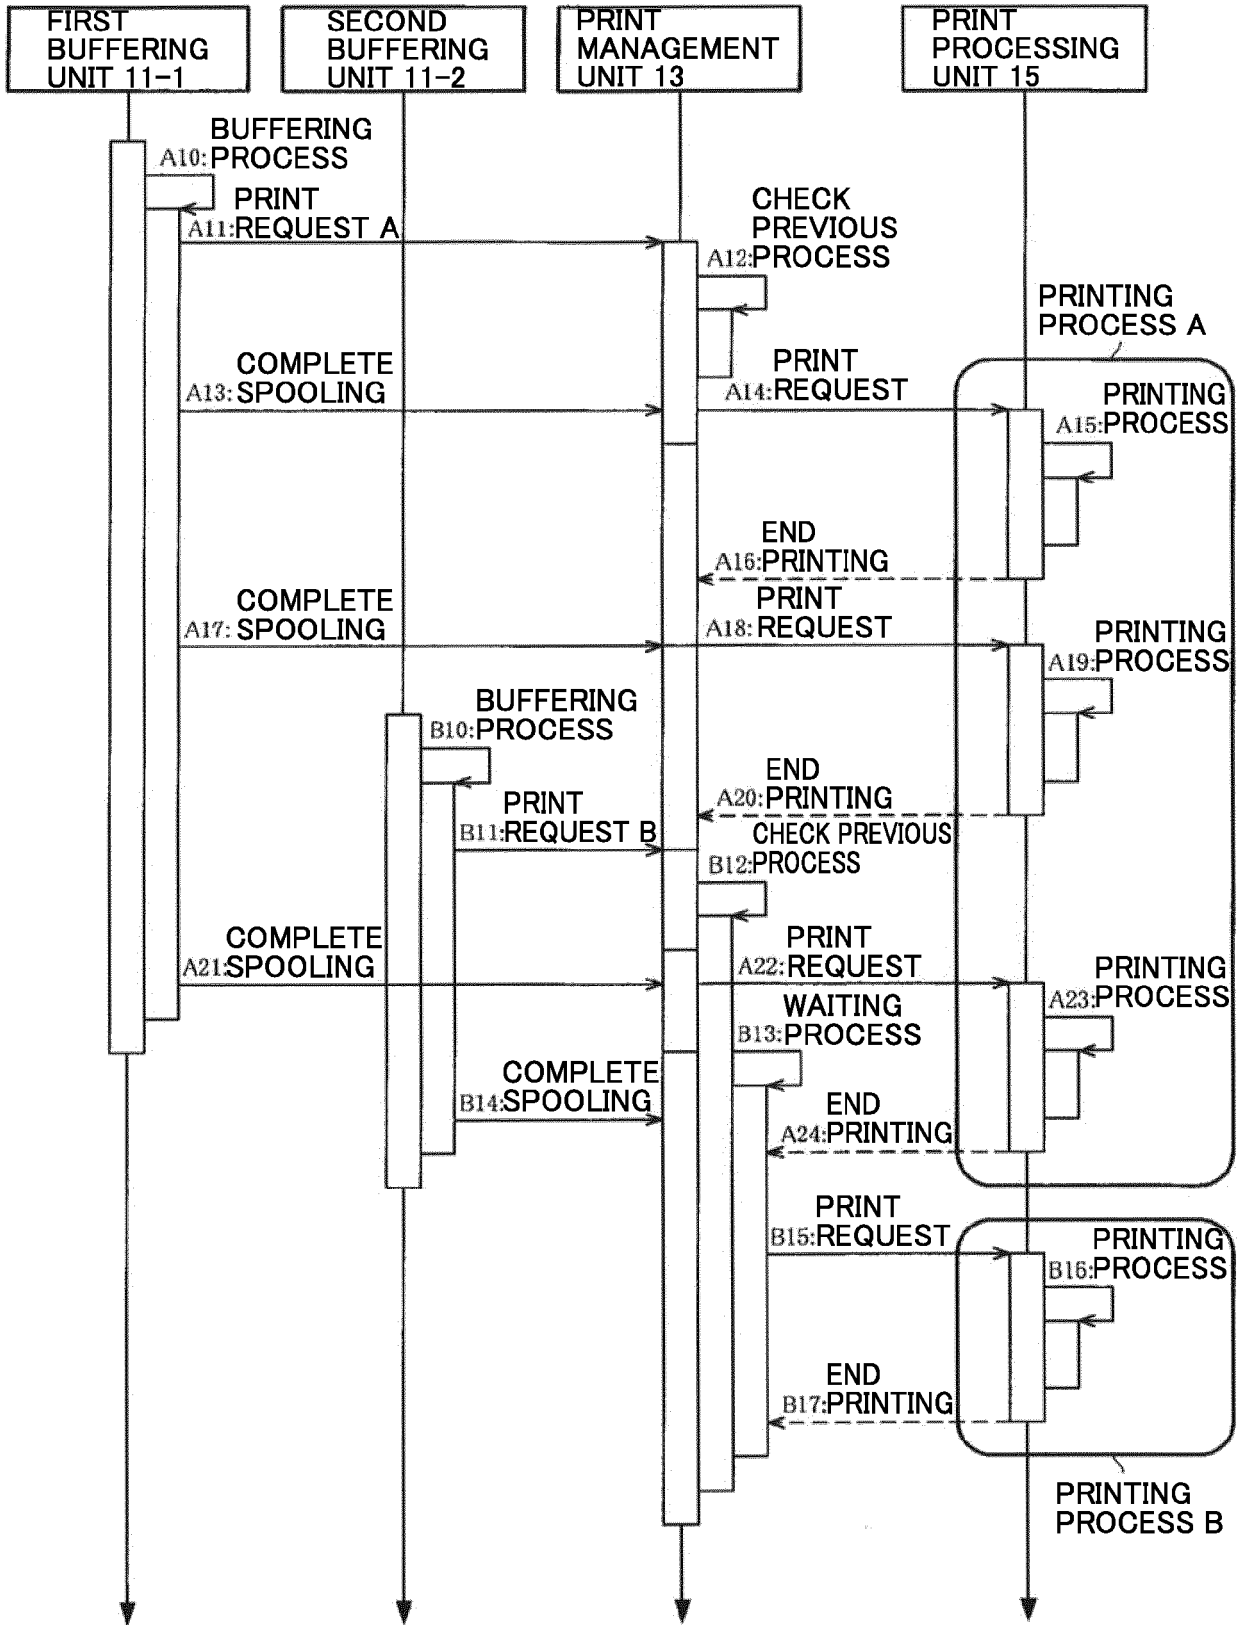 FIRST
BUFFERING
UNIT 11-1
SECOND
BUFFERING
UNIT 11-2
PRINT
MANAGEMENT
UNIT 13
PRINT
PROCESSING
UNIT 15
BUFFERING
A10:PROCESS
PRINT
A11:REQUEST A
CHECK
PREVIOUS
A12:PROCESS
PRINTING
PROCESS A
COMPLETE
A13:SPOOLING
PRINT
A14:REQUEST
PRINTING
A15:PROCESS
END
A16:PRINTING
COMPLETE
A17:SPOOLING
PRINT
A18:REQUEST
PRINTING
A19:PROCESS
BUFFERING
B10:PROCESS
END
A20:PRINTING
PRINT
B11:REQUEST B
CHECK PREVIOUS
B12:PROCESS
COMPLETE
A21:SPOOLING
PRINT
A22:REQUEST
PRINTING
A23:PROCESS
WAITING
B13:PROCESS
COMPLETE
B14:SPOOLING
END
A24:PRINTING
PRINT
B15:REQUEST
PRINTING
B16:PROCESS
END
B17:PRINTING
PRINTING
PROCESS B